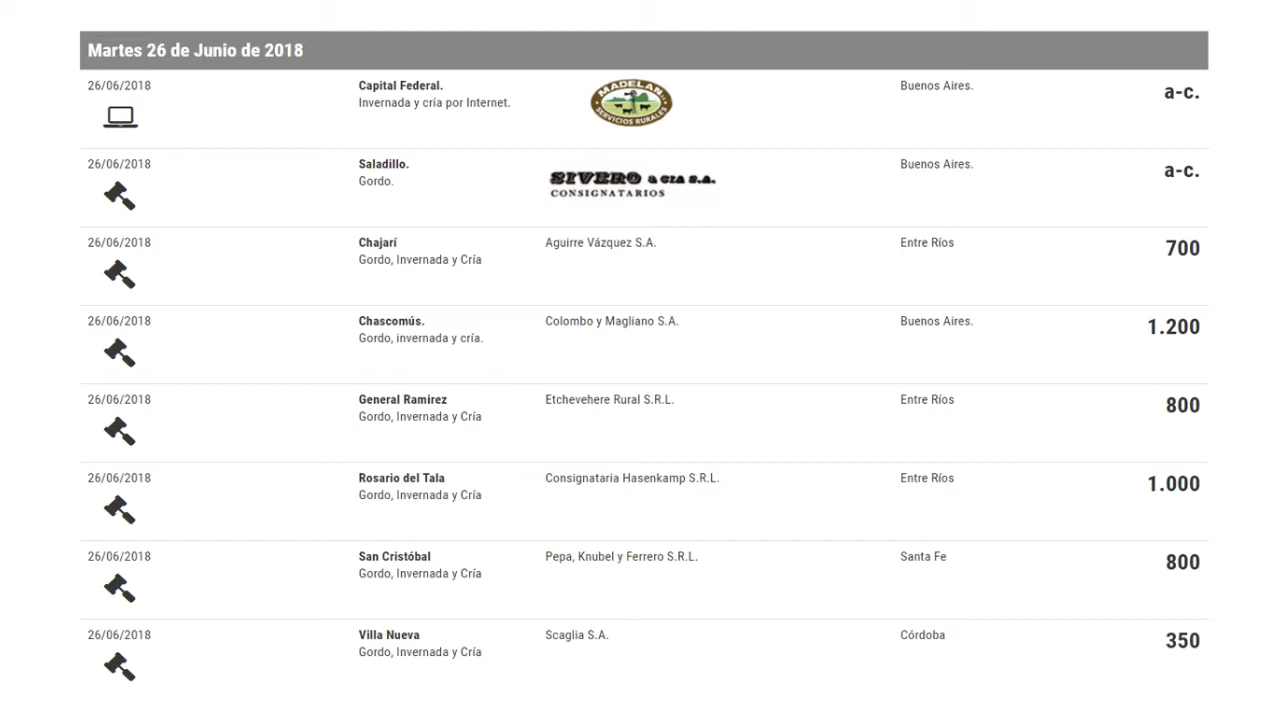 Martes 26 de Junio de 2018
26/06/2018
Capital Federal.
Invernada y cría por Internet.
MADELAN
SERVICIOS RURALES
Buenos Aires.
a-c.
26/06/2018
Saladillo.
Gordo.
SIVERO & CIA S.A.
CONSIGNATARIOS
Buenos Aires.
a-c.
26/06/2018
Chajarí
Gordo, Invernada y Cría
Aguirre Vázquez S.A.
Entre Ríos
700
26/06/2018
Chascomús.
Gordo, invernada y cría.
Colombo y Magliano S.A.
Buenos Aires.
1.200
26/06/2018
General Ramirez
Gordo, Invernada y Cría
Etchevehere Rural S.R.L.
Entre Ríos
800
26/06/2018
Rosario del Tala
Gordo, Invernada y Cría
Consignataria Hasenkamp S.R.L.
Entre Ríos
1.000
26/06/2018
San Cristóbal
Gordo, Invernada y Cría
Pepa, Knubel y Ferrero S.R.L.
Santa Fe
800
26/06/2018
Villa Nueva
Gordo, Invernada y Cría
Scaglia S.A.
Córdoba
350